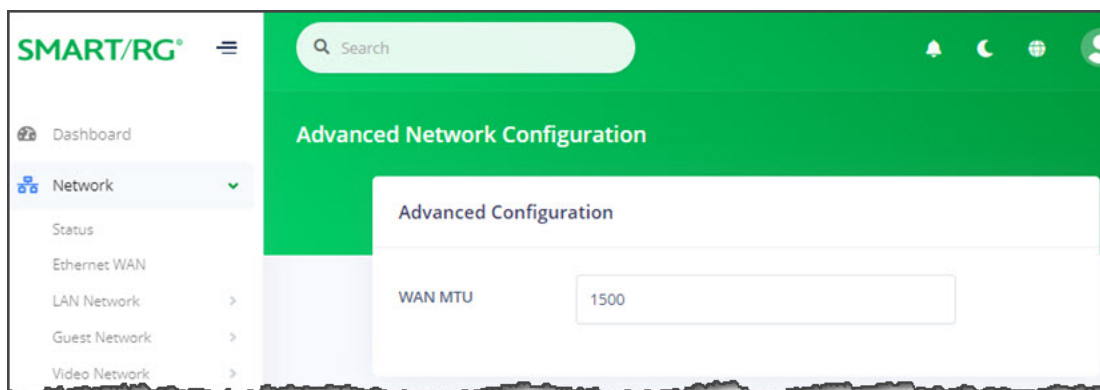 SMART/RG®
Search
Dashboard
Network
Status
Ethernet WAN
LAN Network
Guest Network
Video Network
Advanced Network Configuration
Advanced Configuration
WAN MTU
1500